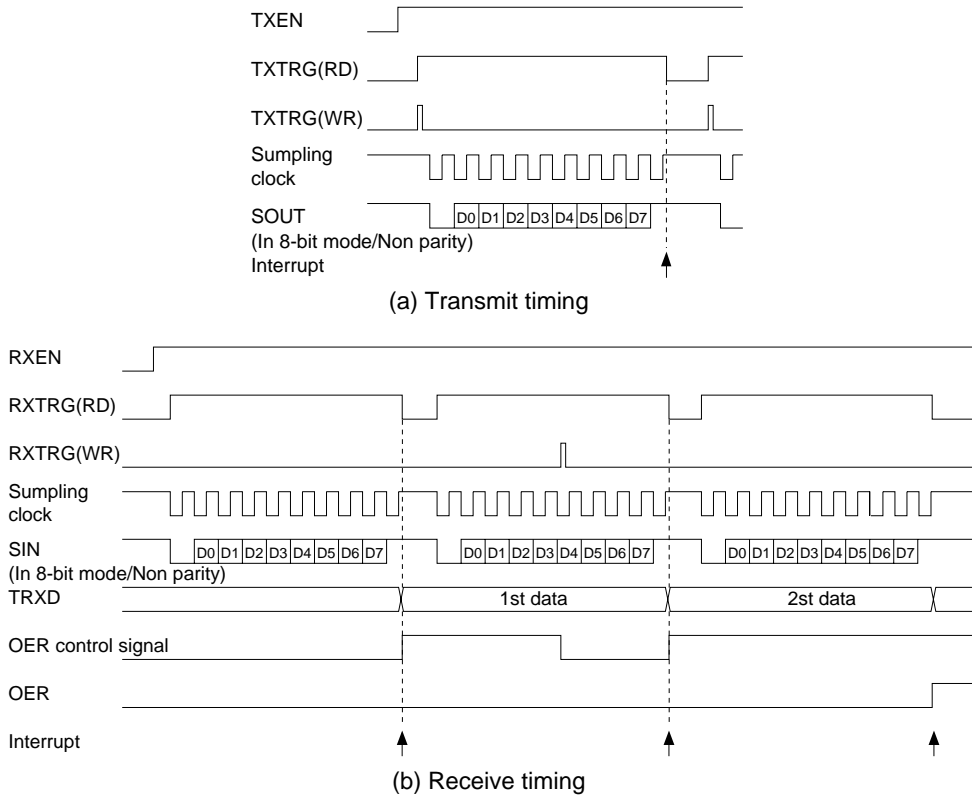 TXEN
TXTRG(RD)
TXTRG(WR)
Sumpling
clock
SOUT
D0 D1 D2 D3 D4 D5 D6 D7
(In 8-bit mode/Non parity)
Interrupt
(a) Transmit timing
RXEN
RXTRG(RD)
RXTRG(WR)
Sumpling
clock
SIN
D0 D1 D2 D3 D4 D5 D6 D7 D0 D1 D2 D3 D4 D5 D6 D7 D0 D1 D2 D3 D4 D5 D6 D7
(In 8-bit mode/Non parity)
TRXD 1st data 2st data
OER control signal
OER
Interrupt
(b) Receive timing